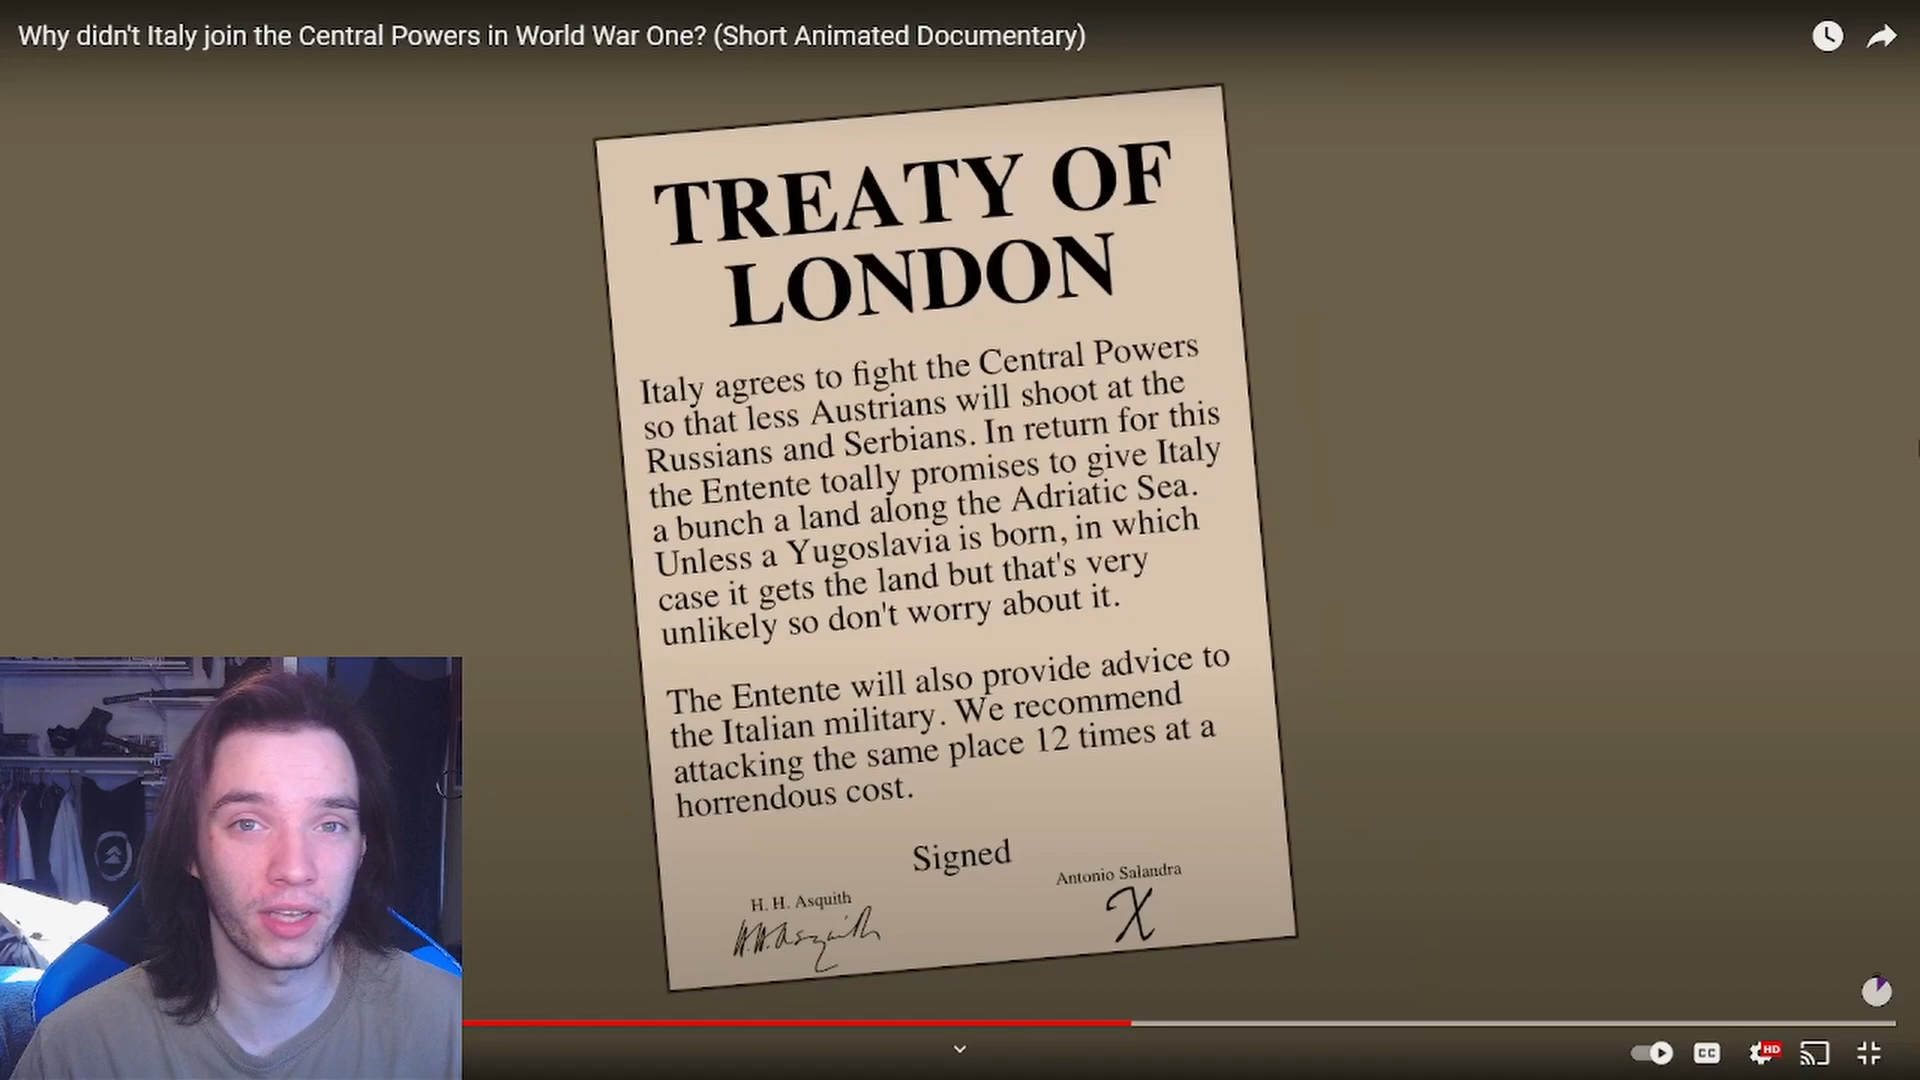 Why didn't Italy join the Central Powers in World War One? (Short Animated Documentary)
TREATY OF
LONDON
Italy agrees to fight the Central Powers
so that less Austrians will shoot at the
Russians and Serbians. In return for this
the Entente toally promises to give Italy
a bunch a land along the Adriatic Sea.
Unless a Yugoslavia is born, in which
case it gets the land but that's very
unlikely so don't worry about it.
The Entente will also provide advice to
the Italian military. We recommend
attacking the same place 12 times at a
horrendous cost.
Signed
H. H. Asquith
Antonio Salandra
H.H. Asquith
X
CC
HD